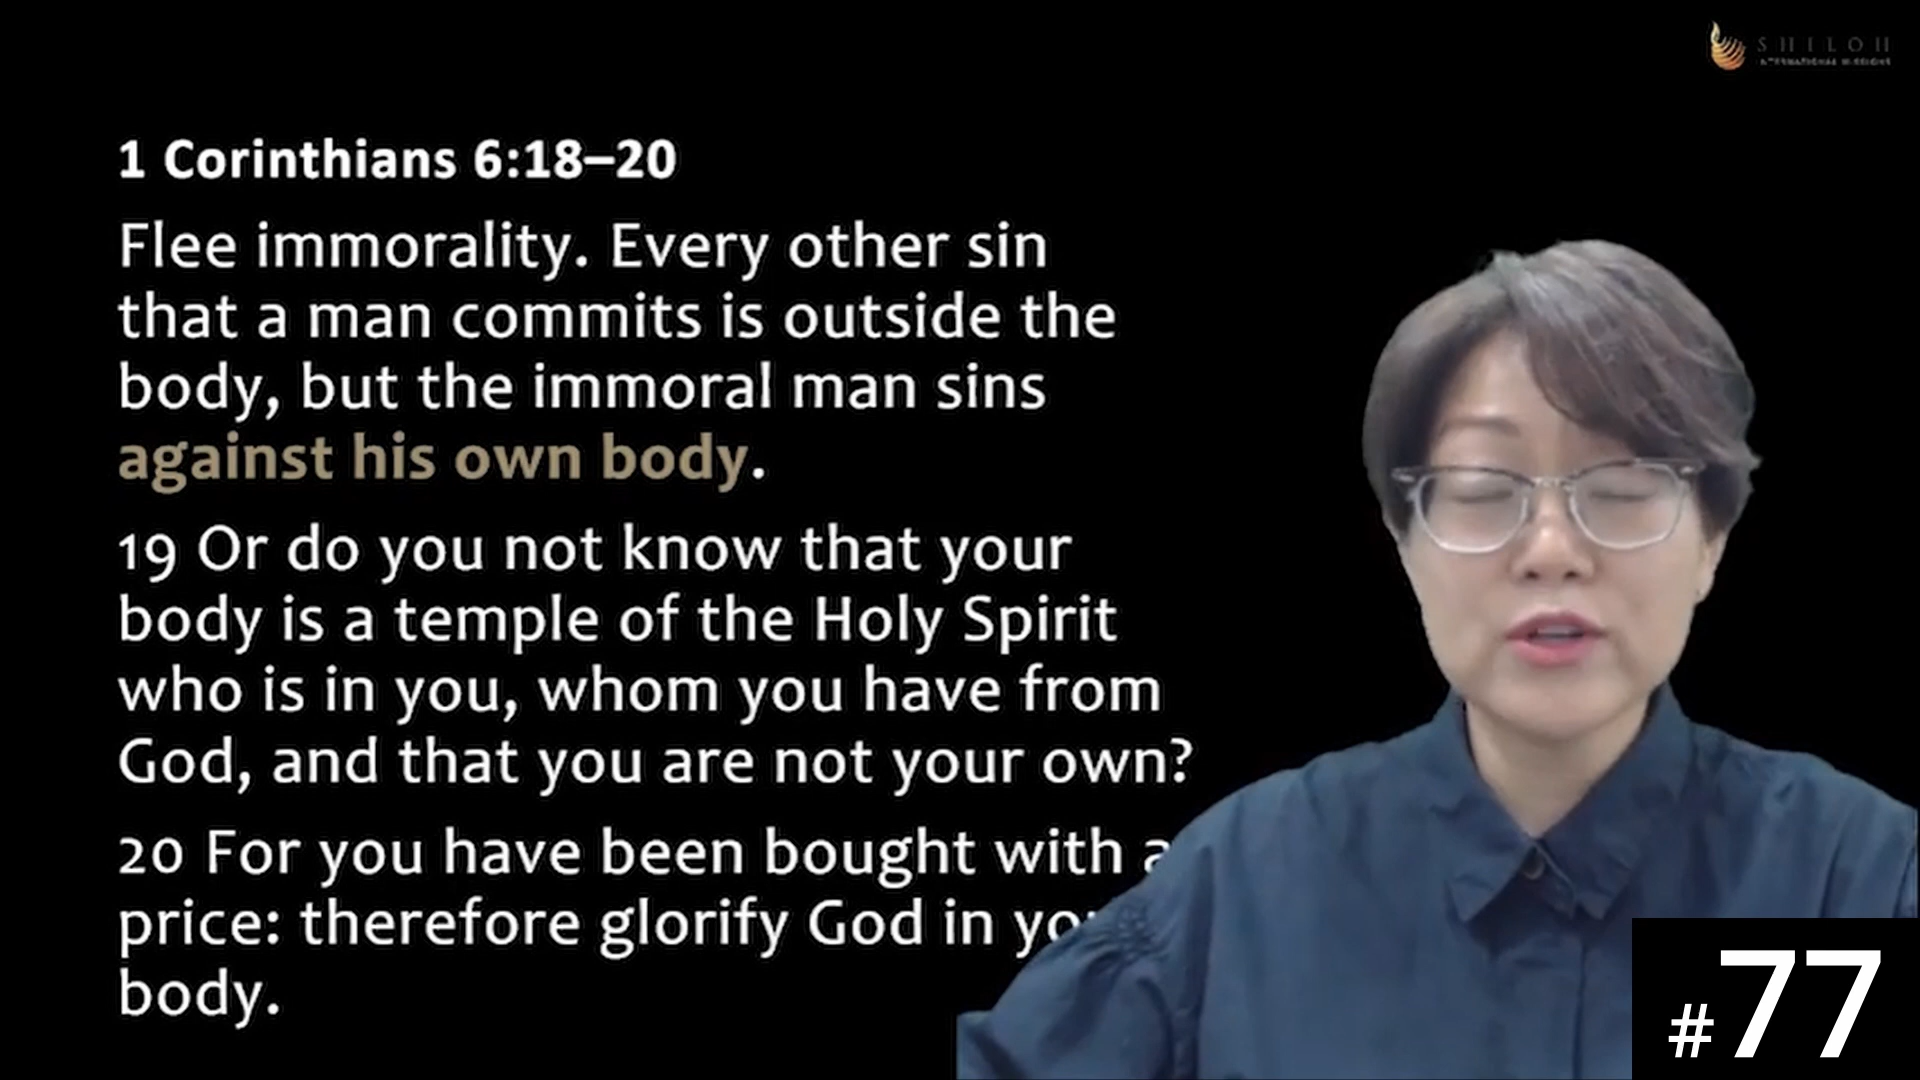 SHILOH
INTERNATIONAL MISSIONS
1 Corinthians 6:18–20
Flee immorality. Every other sin
that a man commits is outside the
body, but the immoral man sins
against his own body.
19 Or do you not know that your
body is a temple of the Holy Spirit
who is in you, whom you have from
God, and that you are not your own?
20 For you have been bought with a
price: therefore glorify God in
body.
#77